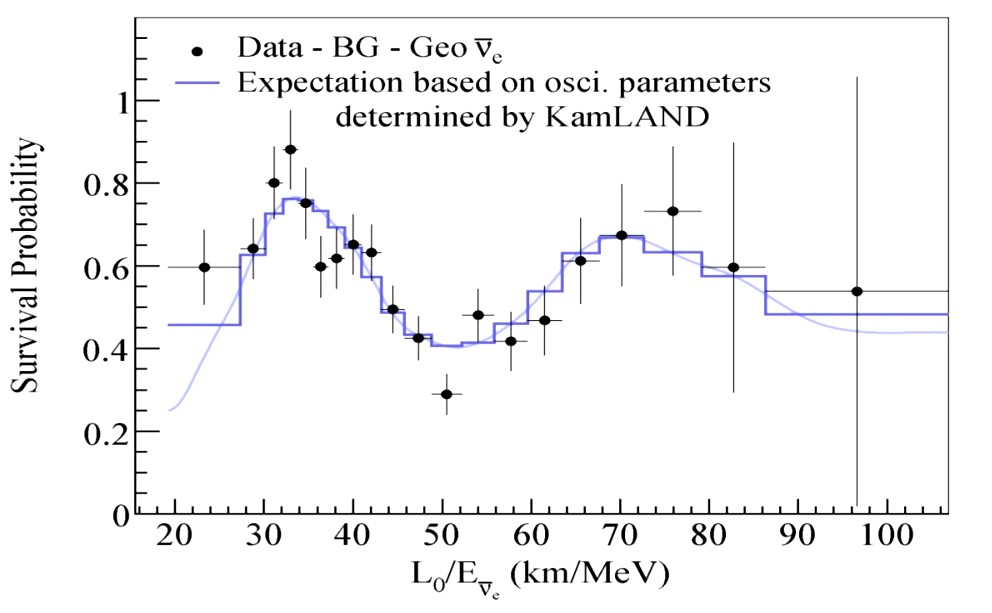 Data - BG - Geo ν̅e
Expectation based on osci. parameters
determined by KamLAND
Survival Probability
1
0.8
0.6
0.4
0.2
0
20 30 40 50 60 70 80 90 100
L0/Eν̅e (km/MeV)